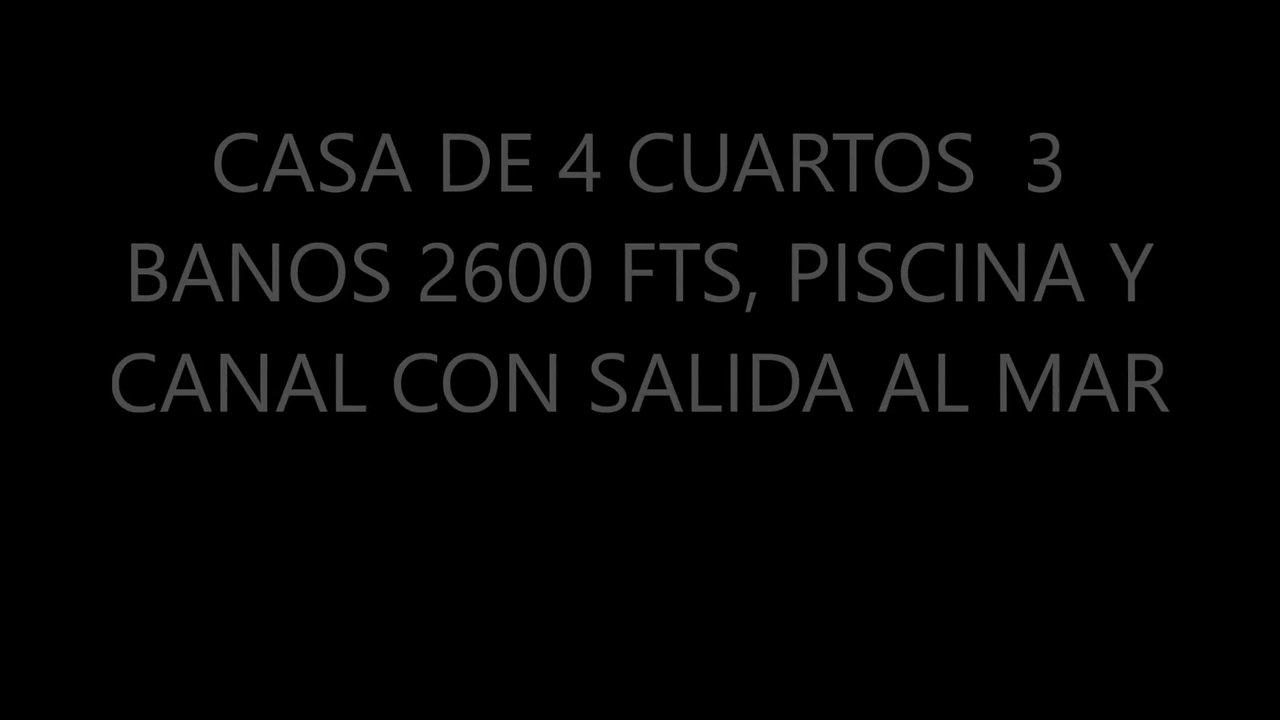 CASA DE 4 CUARTOS  3
BANOS 2600 FTS, PISCINA Y
CANAL CON SALIDA AL MAR